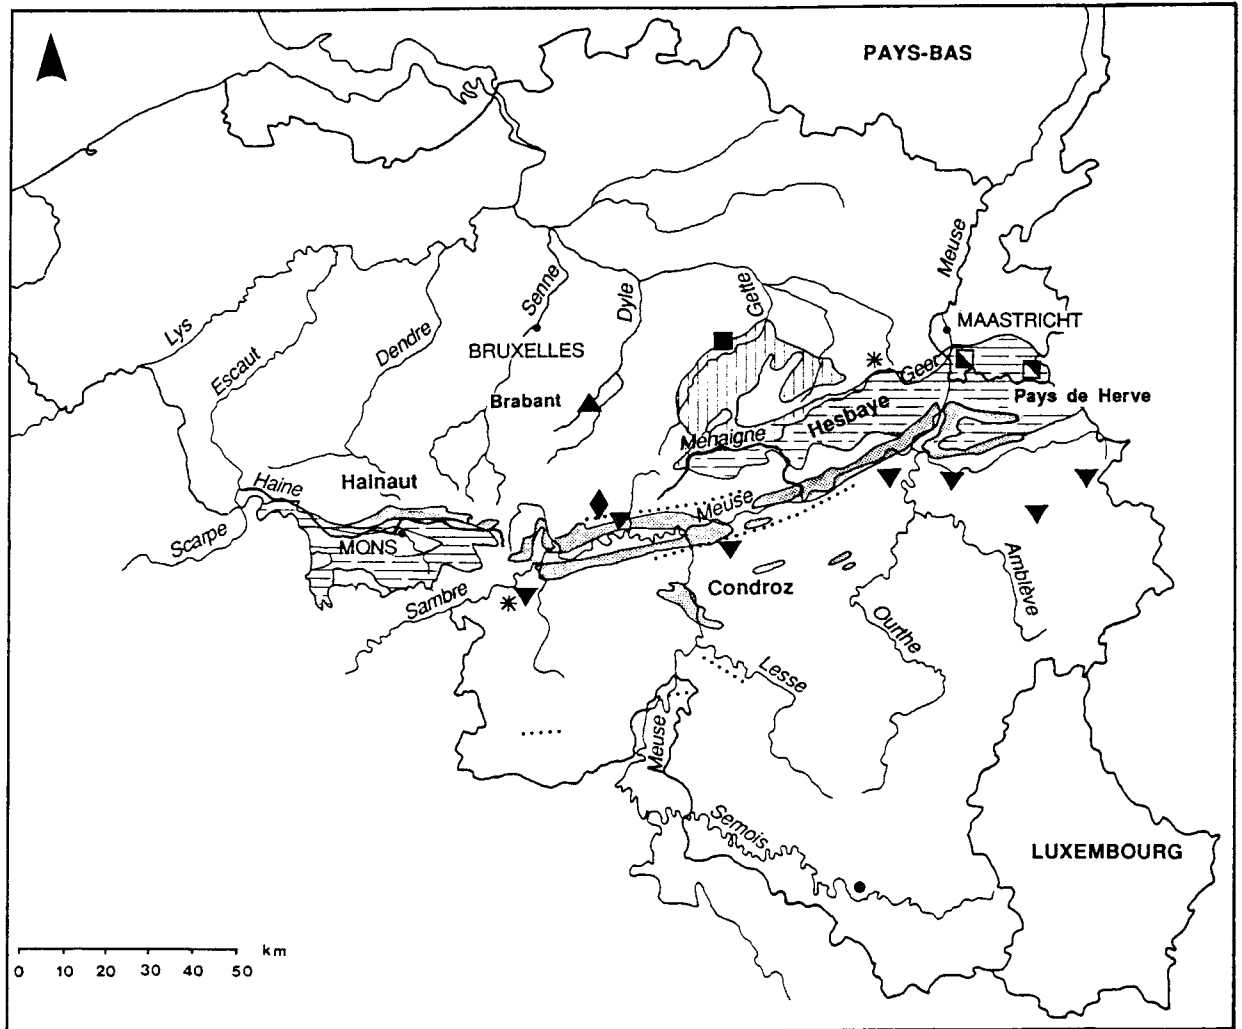 PAYS-BAS
Meuse
Senne
Dyle
Gette
Lys
Escaut
Dendre
BRUXELLES
MAASTRICHT
Geer
Brabant
Pays de Herve
Hesbaye
Mehaigne
Haine
Hainaut
Meuse
Scarpe
MONS
Sambre
Condroz
Amblève
Ourthe
Lesse
Meuse
Semois
LUXEMBOURG
km
0 10 20 30 40 50